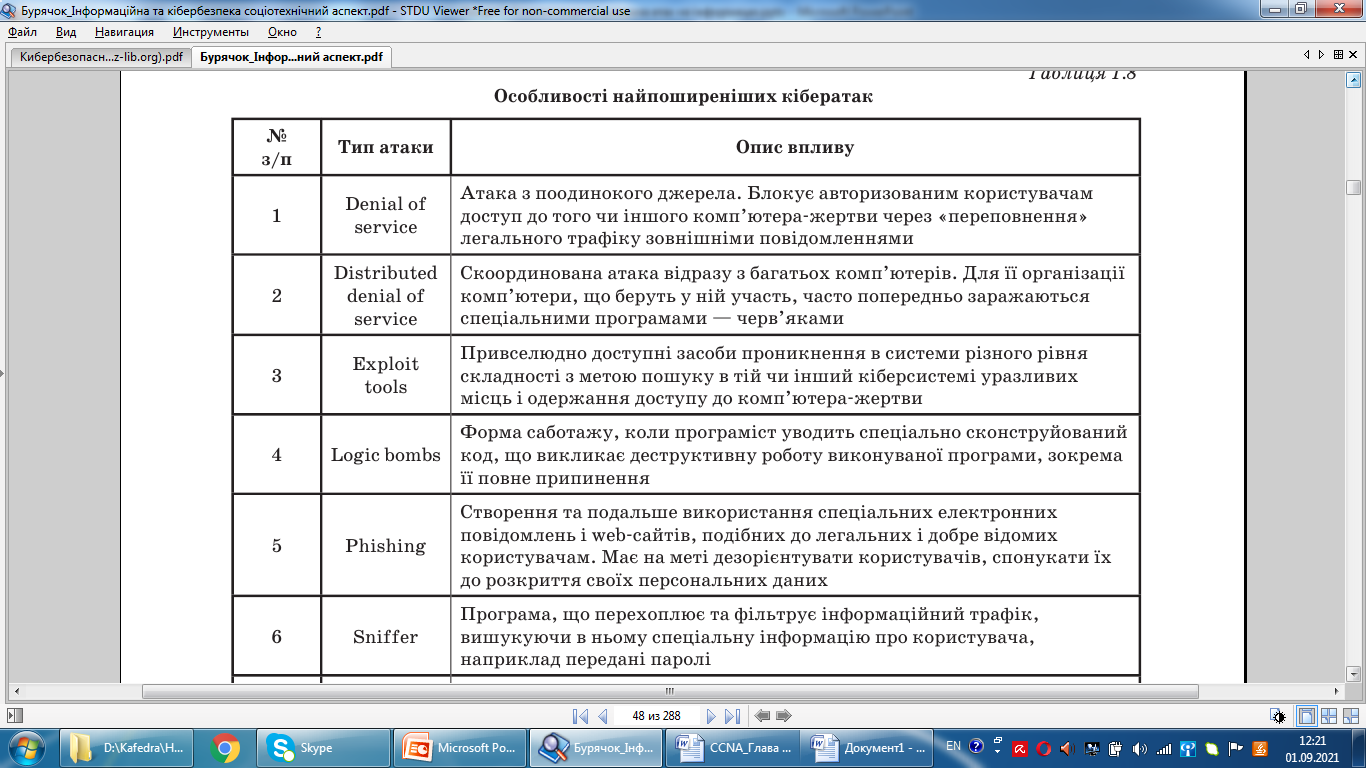 Бурячок_Інформаційна та кібербезпека соціотехнічний аспект.pdf - STDU Viewer *Free for non-commercial use
Файл Вид Навигация Инструменты Окно ?
Кибербезопасн...z-lib.org).pdf Бурячок_Інфор...ний аспект.pdf
Таблиця 1.8
Особливості найпоширеніших кібератак
№
з/п
Тип атаки
Опис впливу
1
Denial of
service
Атака з поодинокого джерела. Блокує авторизованим користувачам
доступ до того чи іншого комп’ютера-жертви через «переповнення»
легального трафіку зовнішніми повідомленнями
2
Distributed
denial of
service
Скоординована атака відразу з багатьох комп’ютерів. Для її організації
комп’ютери, що беруть у ній участь, часто попередньо заражаються
спеціальними програмами — черв’яками
3
Exploit
tools
Привселюдно доступні засоби проникнення в системи різного рівня
складності з метою пошуку в тій чи інший кіберсистемі уразливих
місць і одержання доступу до комп’ютера-жертви
4
Logic bombs
Форма саботажу, коли програміст уводить спеціально сконструйований
код, що викликає деструктивну роботу виконуваної програми, зокрема
її повне припинення
5
Phishing
Створення та подальше використання спеціальних електронних
повідомлень і web-сайтів, подібних до легальних і добре відомих
користувачам. Має на меті дезорієнтувати користувачів, спонукати їх
до розкриття своїх персональних даних
6
Sniffer
Програма, що перехоплює та фільтрує інформаційний трафік,
вишукуючи в ньому спеціальну інформацію про користувача,
наприклад передані паролі
48 из 288
D:\Kafedra\H... Skype Microsoft Po... Бурячок_Інф... CCNA_Глава ... Документ1 - ... EN 12:21
01.09.2021